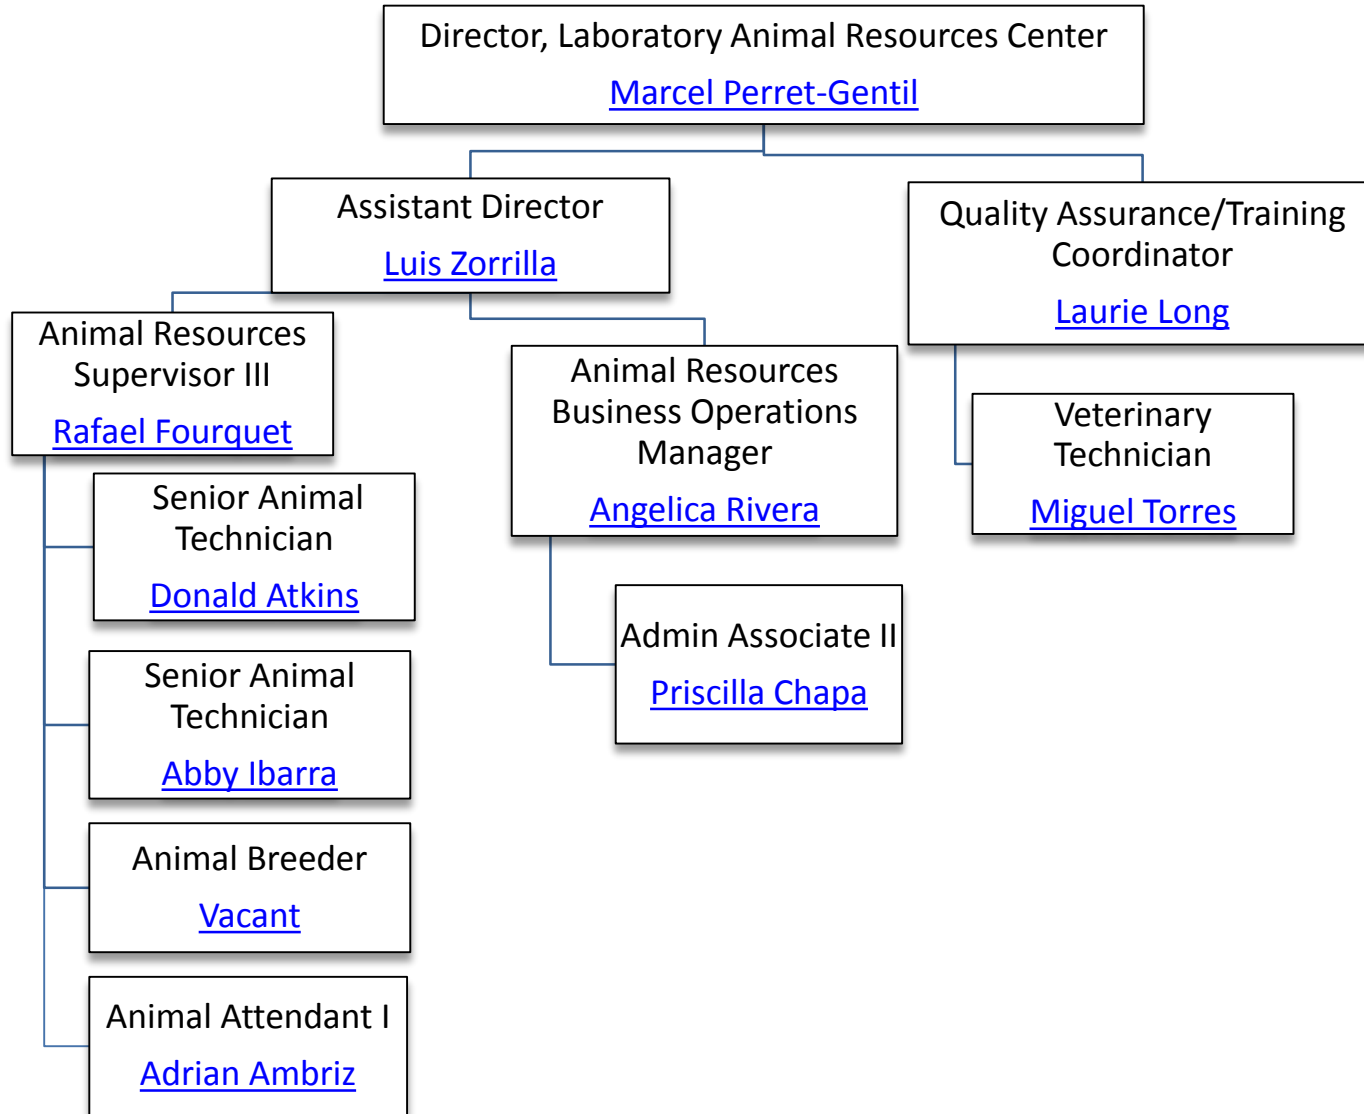 Director, Laboratory Animal Resources Center
Marcel Perret-Gentil
Assistant Director
Luis Zorrilla
Quality Assurance/Training
Coordinator
Laurie Long
Animal Resources
Supervisor III
Rafael Fourquet
Animal Resources
Business Operations
Manager
Angelica Rivera
Veterinary
Technician
Miguel Torres
Senior Animal
Technician
Donald Atkins
Admin Associate II
Priscilla Chapa
Senior Animal
Technician
Abby Ibarra
Animal Breeder
Vacant
Animal Attendant I
Adrian Ambriz